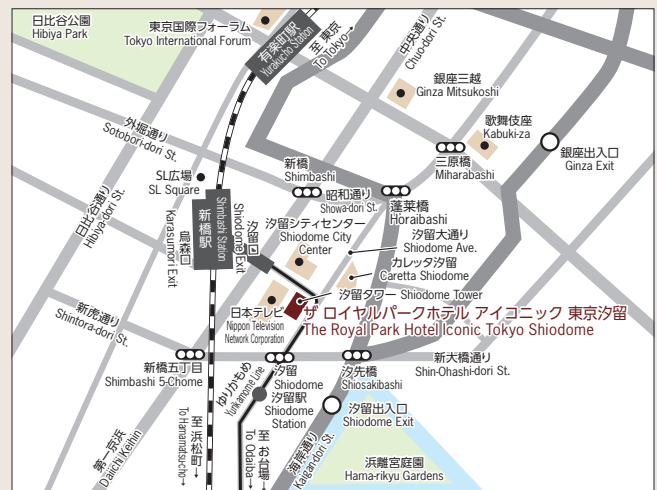 日比谷公園
Hibiya Park
東京国際フォーラム
Tokyo International Forum
有楽町駅
Yurakucho Station
至 東京
To Tokyo→
中央通り
Chuo-dori St.
銀座三越
Ginza Mitsukoshi
歌舞伎座
Kabuki-za
銀座出入口
Ginza Exit
三原橋
Miharabashi
外堀通り
Sotobori-dori St.
SL広場
SL Square
新橋
Shimbashi
昭和通り
Showa-dori St.
蓬莱橋
Horaibashi
日比谷通り
Hibiya-dori St.
烏森口
Karasumori Exit
新橋駅
Shimbashi Station
汐留口
Shiodome Exit
汐留シティセンター
Shiodome City
Center
汐留大通り
Shiodome Ave.
カレッタ汐留
Caretta Shiodome
汐留タワー Shiodome Tower
日本テレビ
Nippon Television
Network Corporation
ザ ロイヤルパークホテル アイコニック 東京汐留
The Royal Park Hotel Iconic Tokyo Shiodome
新虎通り
Shintora-dori St.
新橋五丁目
Shimbashi 5-Chome
汐留
Shiodome
汐先橋
Shiosakibashi
新大橋通り
Shin-Ohashi-dori St.
ゆりかもめ
Yurikamome Line
汐留駅
Shiodome
Station
汐留出入口
Shiodome Exit
第一京浜
Daiichi Keihin
至 浜松町→
To Hamamatsucho→
至 お台場→
To Odaiba→
海岸通り
Kaigan-dori St.
浜離宮庭園
Hama-rikyu Gardens